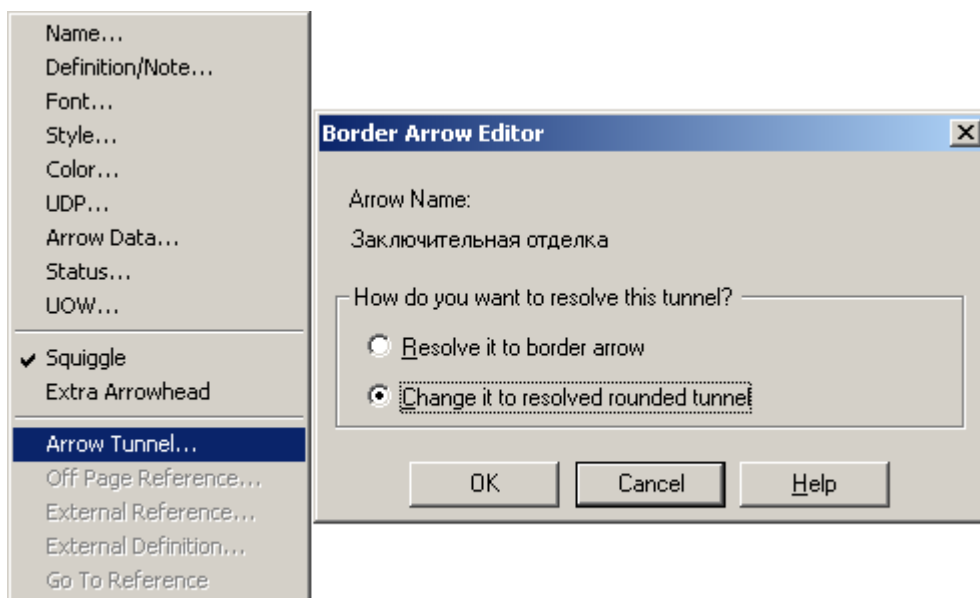 Name...
Definition/Note...
Font...
Style...
Color...
UDP...
Arrow Data...
Status...
UOW...
Squiggle
Extra Arrowhead
Arrow Tunnel...
Off Page Reference...
External Reference...
External Definition...
Go To Reference
Border Arrow Editor
Arrow Name:
Заключительная отделка
How do you want to resolve this tunnel?
Resolve it to border arrow
Change it to resolved rounded tunnel
OK Cancel Help